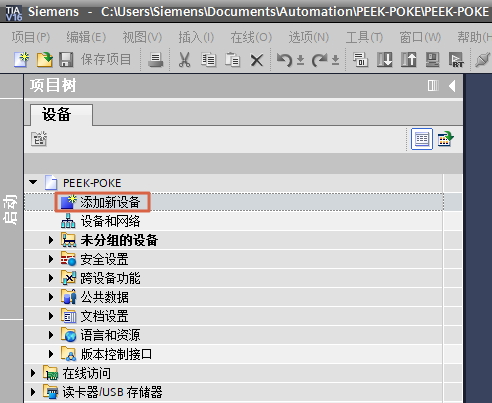 TIA V16 Siemens - C:\Users\Siemens\Documents\Automation\PEEK-POKE\PEEK-POKE
项目(P) 编辑(E) 视图(V) 插入(I) 在线(O) 选项(N) 工具(T) 窗口(W) 帮助(H
保存项目 RT
项目树
设备
启动
PEEK-POKE
添加新设备
设备和网络
未分组的设备
安全设置
跨设备功能
公共数据
文档设置
语言和资源
版本控制接口
在线访问
读卡器/USB 存储器